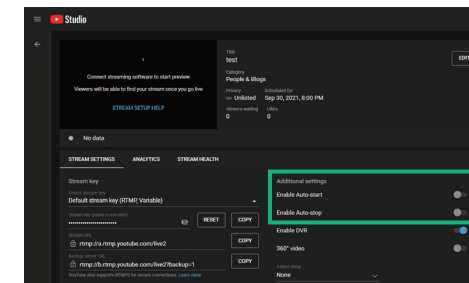 Studio
Title
test
EDIT
Category
People & Blogs
Connect streaming software to start preview
Viewers will be able to find your stream once you go live
STREAM SETUP HELP
Privacy
Scheduled for
Unlisted
Sep 30, 2021, 8:00 PM
Viewers waiting
Likes
0
0
No data
STREAM SETTINGS
ANALYTICS
STREAM HEALTH
Stream key
Select stream key
Default stream key (RTMP, Variable)
Stream key (paste in encoder)
RESET
COPY
Stream URL
rtmp://a.rtmp.youtube.com/live2
COPY
Backup server URL
rtmp://b.rtmp.youtube.com/live2?backup=1
COPY
YouTube also supports RTMPS for secure connections. Learn more
Additional settings
Enable Auto-start
Enable Auto-stop
Enable DVR
360° video
Added delay
None